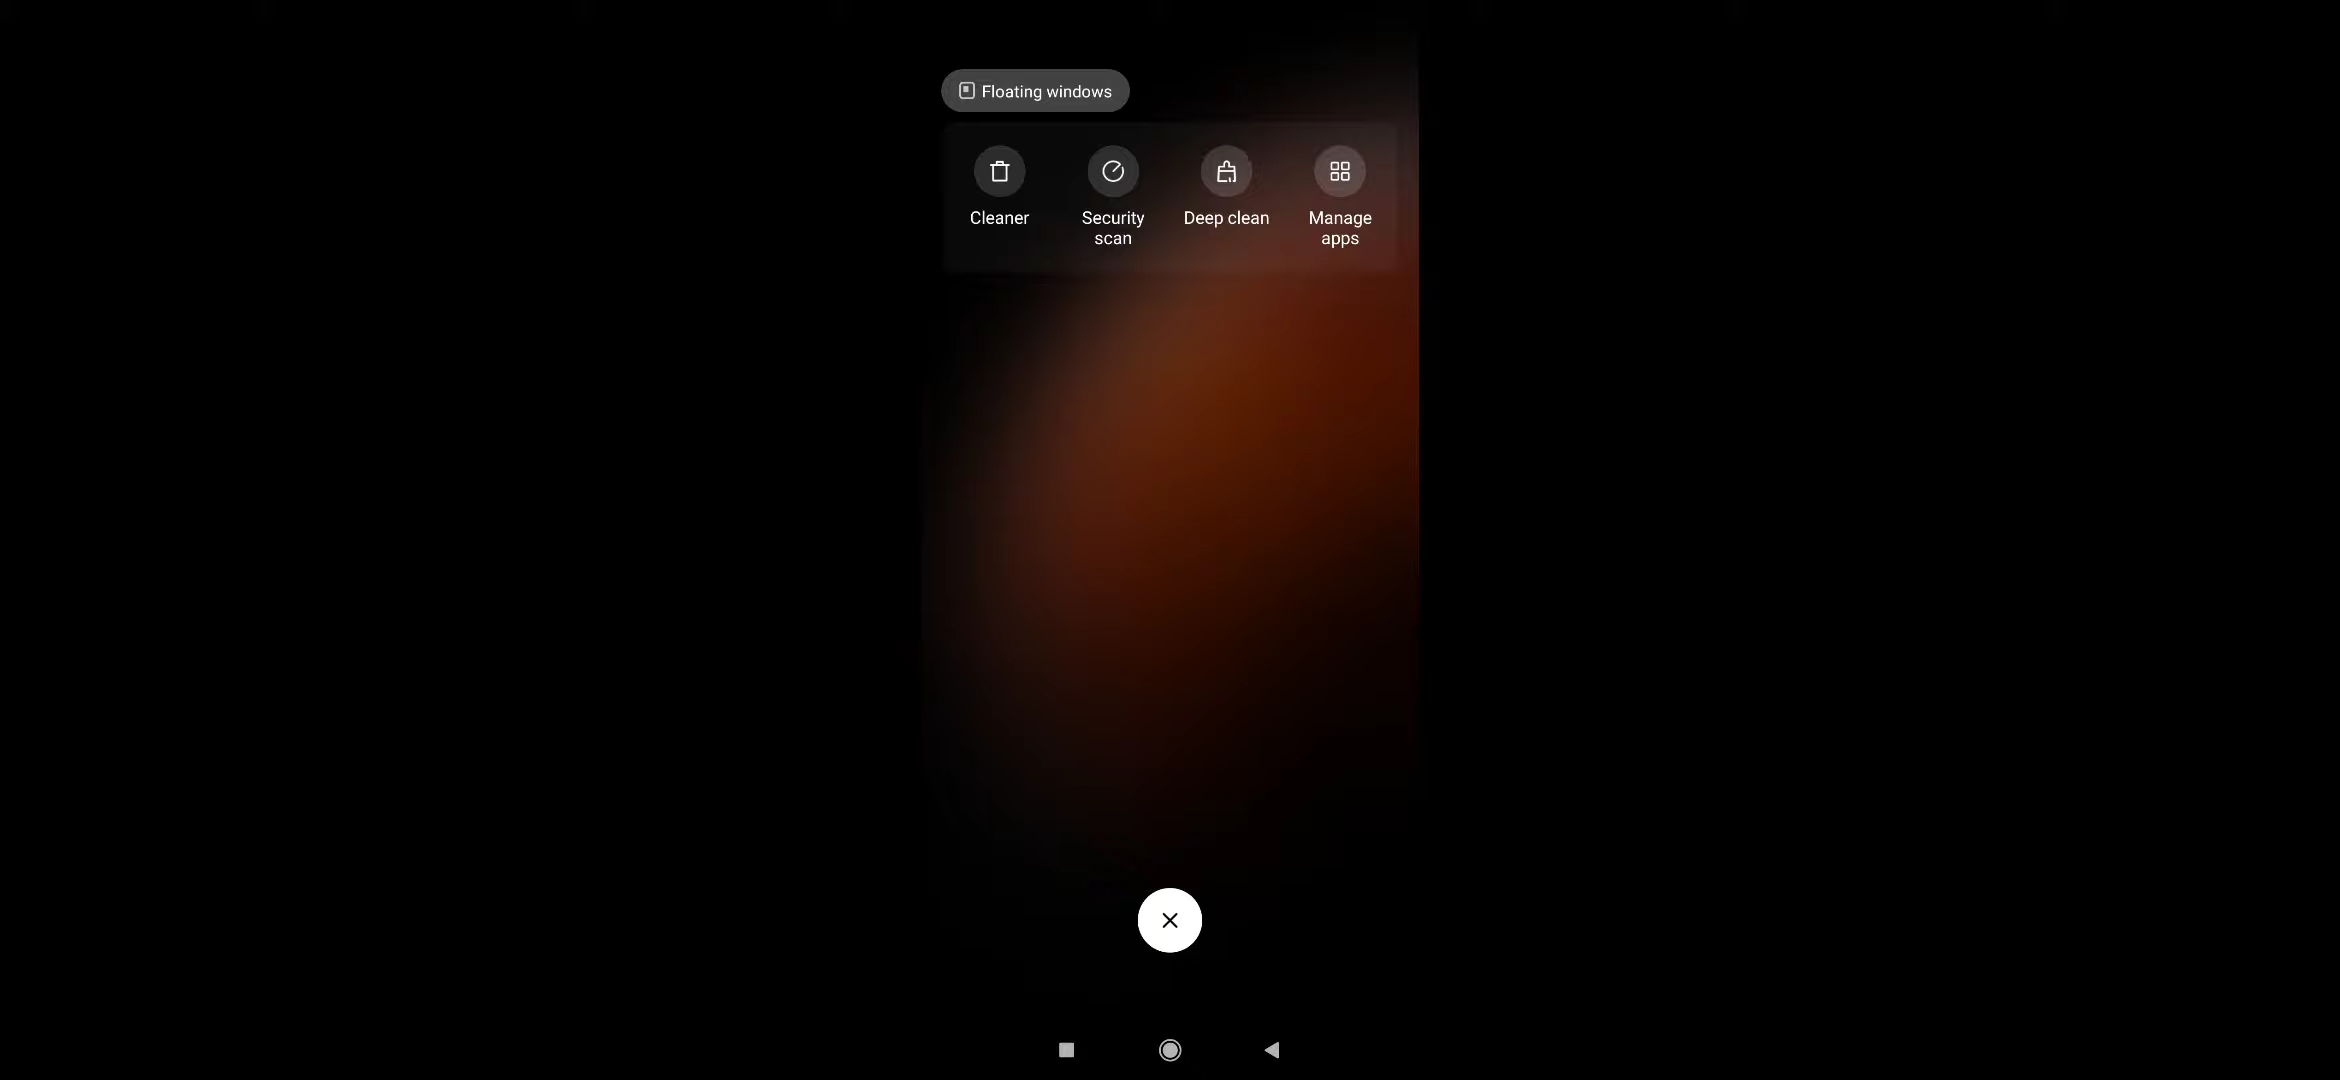 Floating windows
Cleaner
Security
scan
Deep clean
Manage
apps